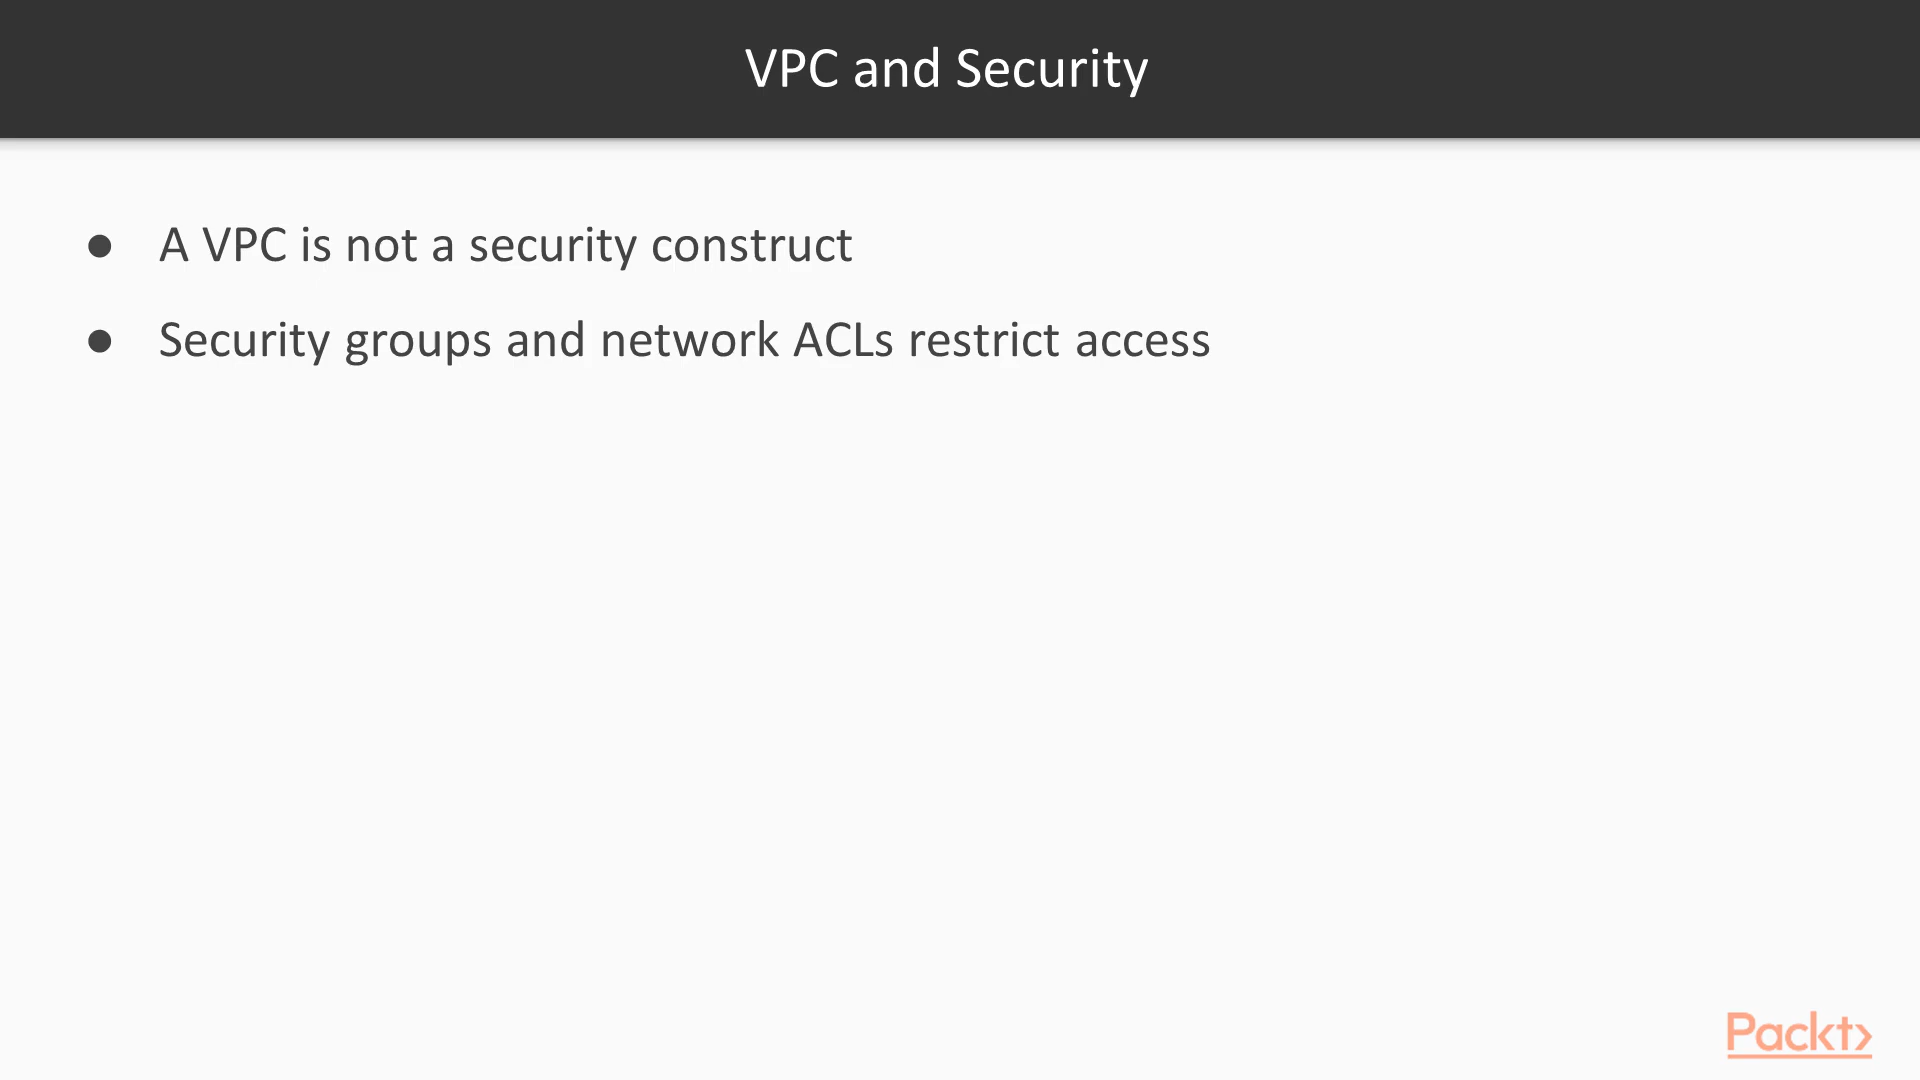 VPC and Security
● A VPC is not a security construct
● Security groups and network ACLs restrict access
Packt>